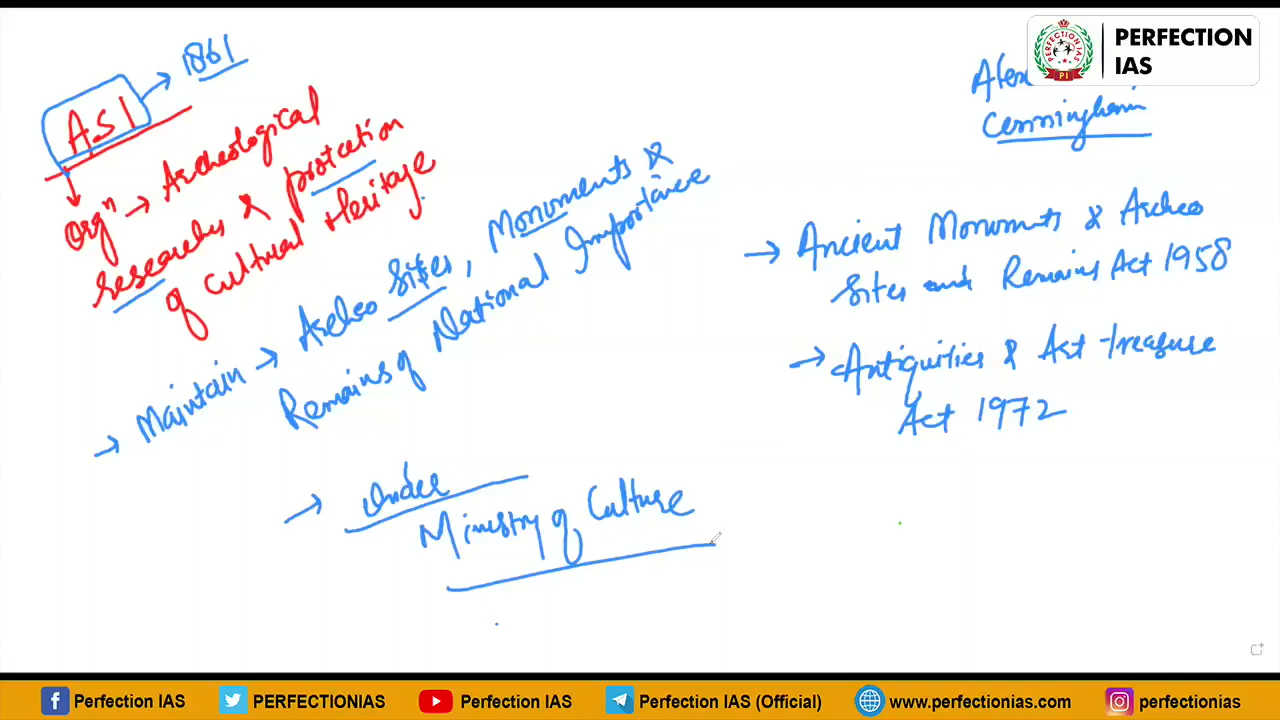 ASI → 1861
Orgⁿ → Archeological
researches & protection
of cultural Heritage
→ Maintain → Archeo Sites, Monuments &
Remains of National Importance
→ Under
Ministry of Culture
PERFECTION
IAS
Cunningham
→ Ancient Monuments & Archeo
Sites and Remains Act 1958
→ Antiquities & Art treasure
Act 1972
Perfection IAS
PERFECTIONIAS
Perfection IAS
Perfection IAS (Official)
www.perfectionias.com
perfectionias